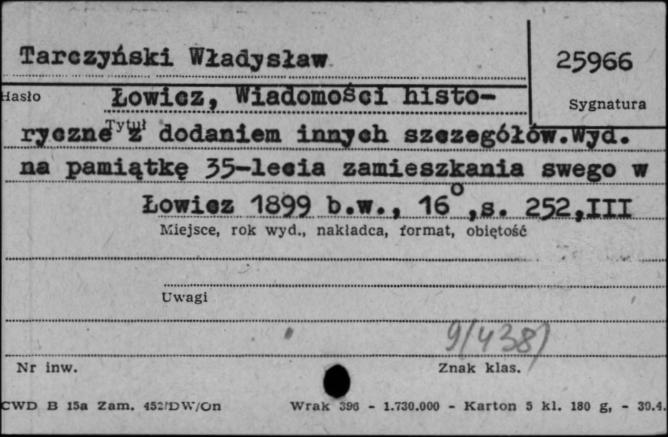 Tarczyński Władysław
25966
Hasło
Sygnatura
Łowicz, Wiadomości histo-
Tytuł
ryczne z dodaniem innych szczegółów.Wyd.
na pamiątkę 35-lecia zamieszkania swego w
Łowicz 1899 b.w., 16°,s. 252,III
Miejsce, rok wyd., nakładca, format, objętość
Uwagi
9/438)
Nr inw.
Znak klas.
CWD B 15a Zam. 452/DW/On
Wrak 396 - 1.730.000 - Karton 5 kl. 180 g, - 30.4.